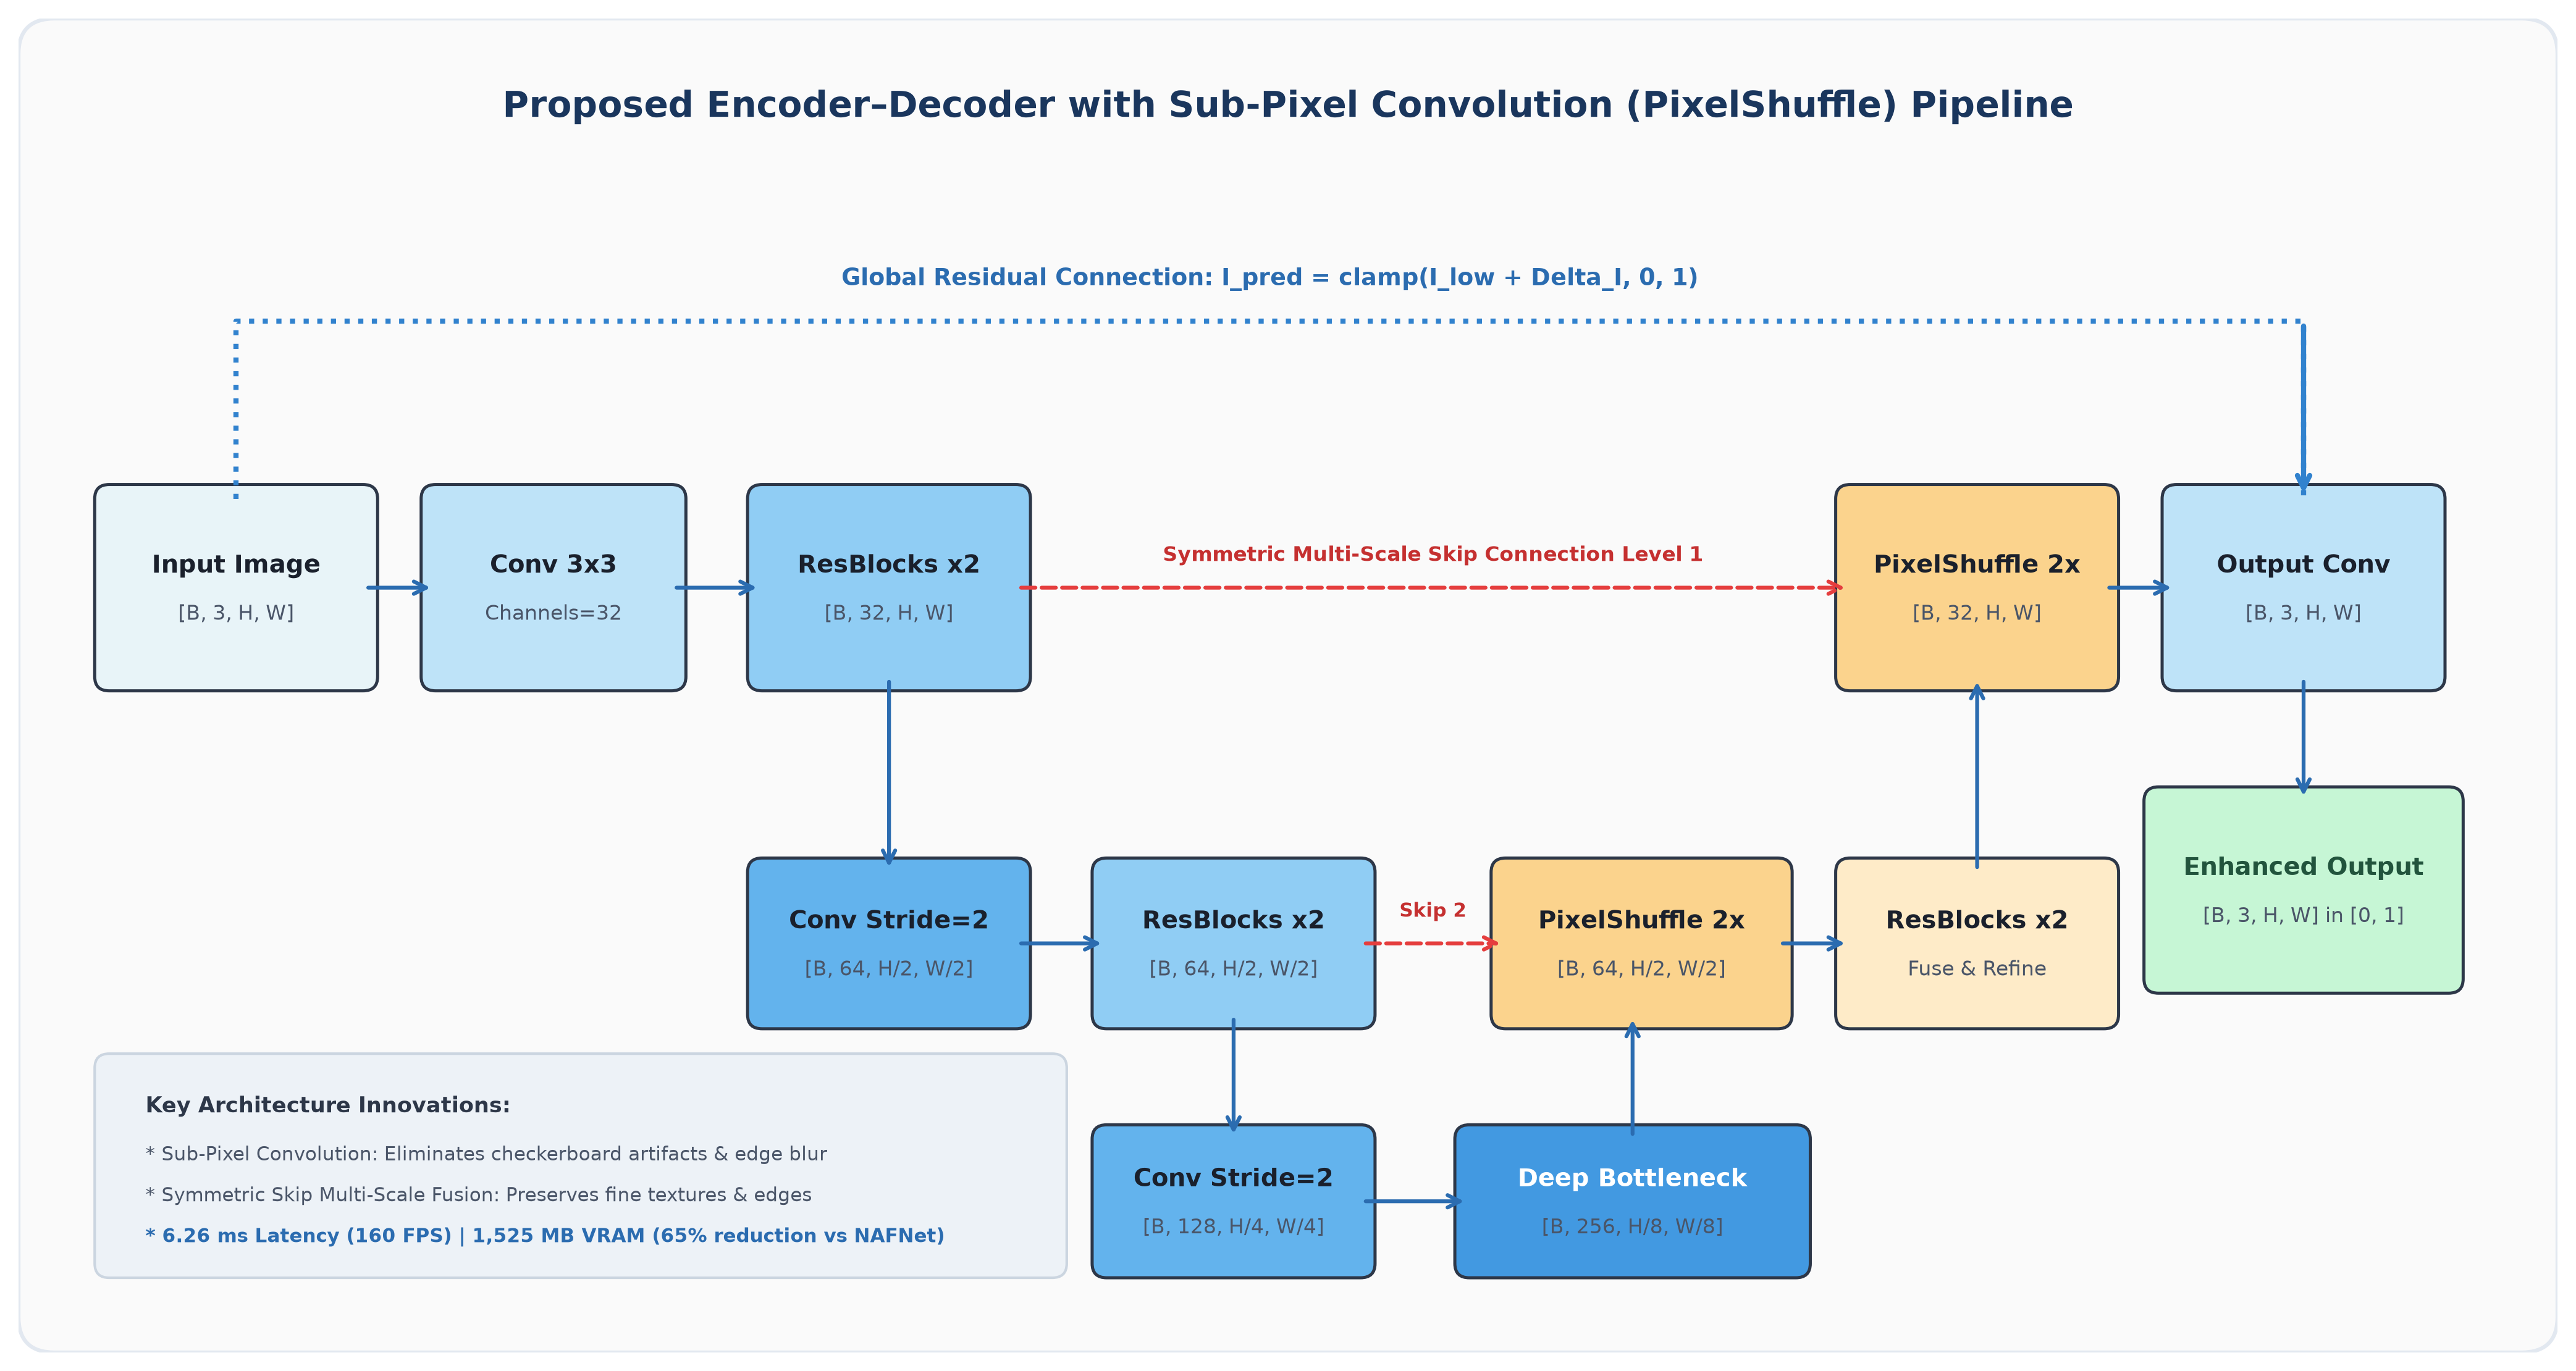 Proposed Encoder–Decoder with Sub-Pixel Convolution (PixelShuffle) Pipeline
Global Residual Connection: I_pred = clamp(I_low + Delta_I, 0, 1)
Input Image
[B, 3, H, W]
Conv 3x3
Channels=32
ResBlocks x2
[B, 32, H, W]
Symmetric Multi-Scale Skip Connection Level 1
PixelShuffle 2x
[B, 32, H, W]
Output Conv
[B, 3, H, W]
Conv Stride=2
[B, 64, H/2, W/2]
ResBlocks x2
[B, 64, H/2, W/2]
Skip 2
PixelShuffle 2x
[B, 64, H/2, W/2]
ResBlocks x2
Fuse & Refine
Enhanced Output
[B, 3, H, W] in [0, 1]
Key Architecture Innovations:
* Sub-Pixel Convolution: Eliminates checkerboard artifacts & edge blur
* Symmetric Skip Multi-Scale Fusion: Preserves fine textures & edges
* 6.26 ms Latency (160 FPS) | 1,525 MB VRAM (65% reduction vs NAFNet)
Conv Stride=2
[B, 128, H/4, W/4]
Deep Bottleneck
[B, 256, H/8, W/8]